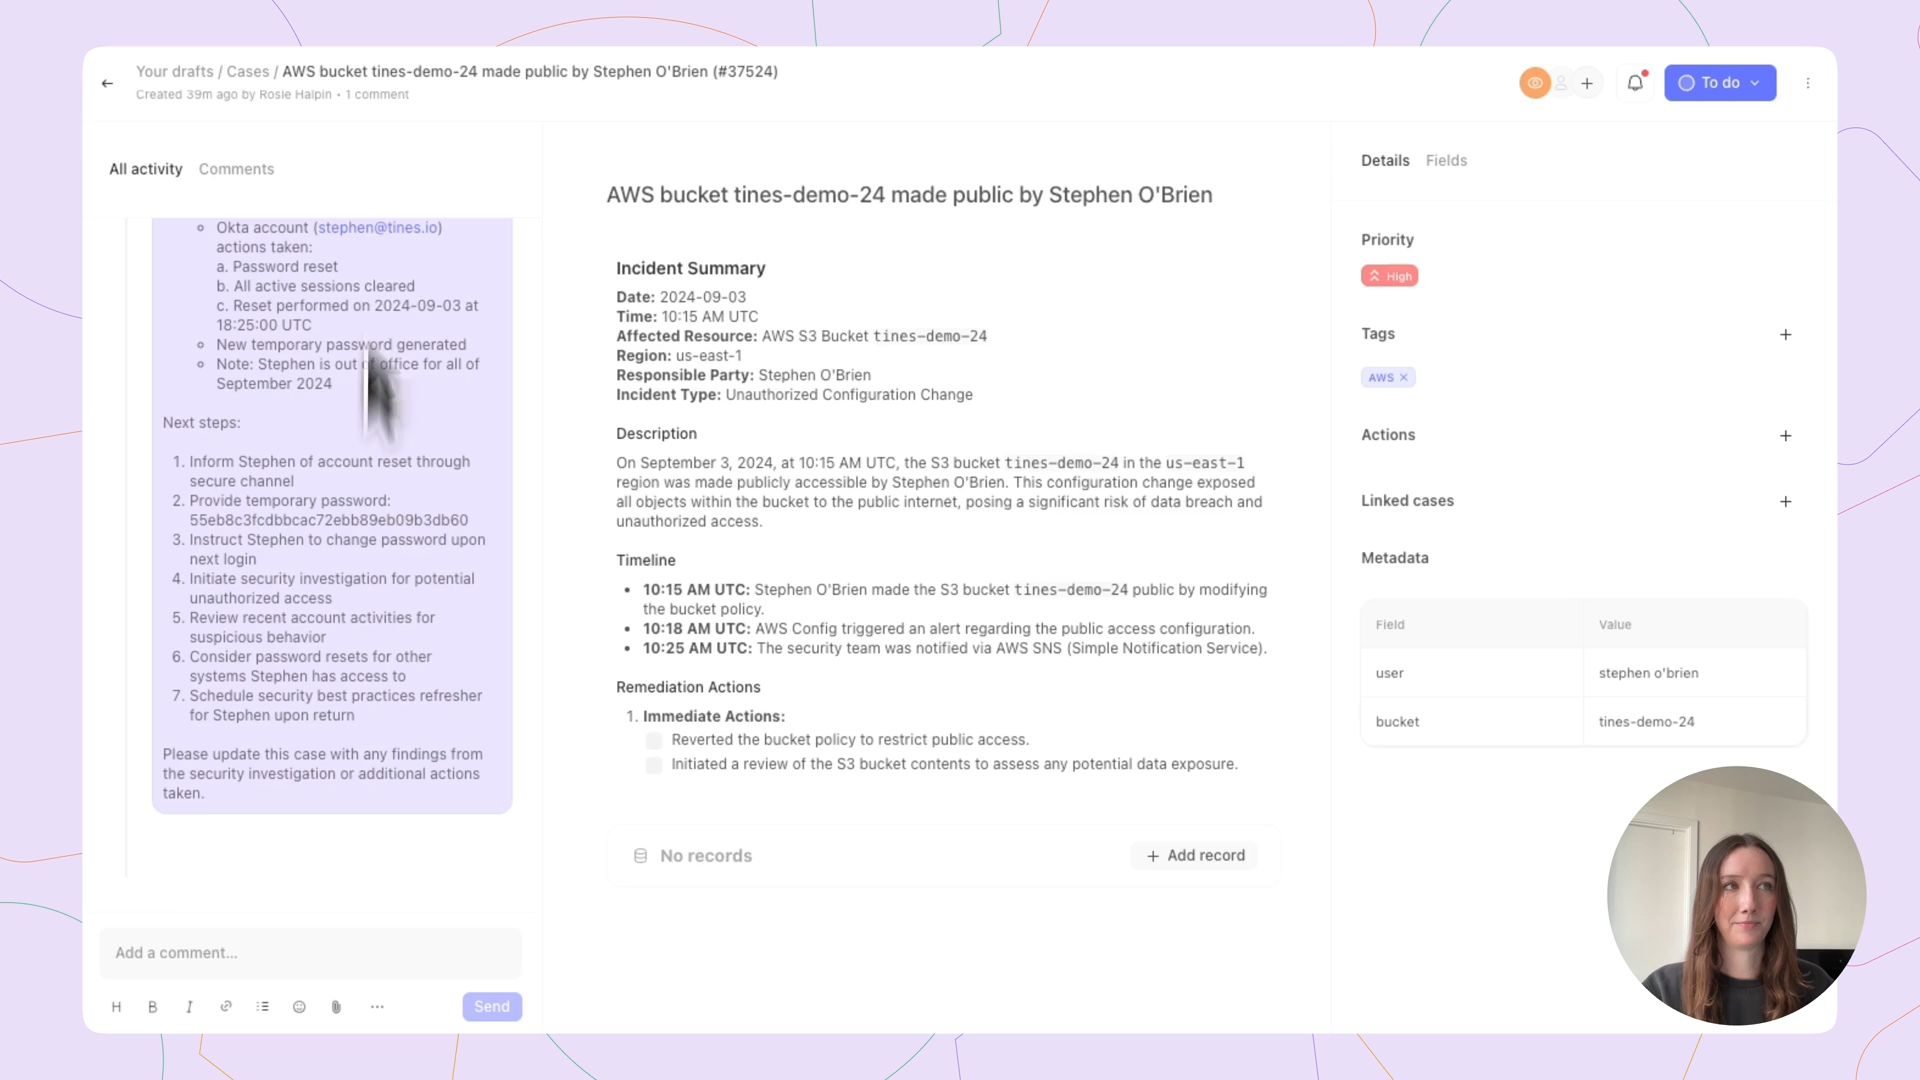 Your drafts / Cases / AWS bucket tines-demo-24 made public by Stephen O'Brien (#37524)
Created 39m ago by Rosie Halpin • 1 comment
To do
All activity
Comments
Okta account (stephen@tines.io)
actions taken:
a. Password reset
b. All active sessions cleared
c. Reset performed on 2024-09-03 at
18:25:00 UTC
New temporary password generated
Note: Stephen is out of office for all of
September 2024
Next steps:
1. Inform Stephen of account reset through
secure channel
2. Provide temporary password:
55eb8c3fcdbbcac72ebb89eb09b3db60
3. Instruct Stephen to change password upon
next login
4. Initiate security investigation for potential
unauthorized access
5. Review recent account activities for
suspicious behavior
6. Consider password resets for other
systems Stephen has access to
7. Schedule security best practices refresher
for Stephen upon return
Please update this case with any findings from
the security investigation or additional actions
taken.
Add a comment...
H B I
Send
AWS bucket tines-demo-24 made public by Stephen O'Brien
Incident Summary
Date: 2024-09-03
Time: 10:15 AM UTC
Affected Resource: AWS S3 Bucket tines-demo-24
Region: us-east-1
Responsible Party: Stephen O'Brien
Incident Type: Unauthorized Configuration Change
Description
On September 3, 2024, at 10:15 AM UTC, the S3 bucket tines-demo-24 in the us-east-1
region was made publicly accessible by Stephen O'Brien. This configuration change exposed
all objects within the bucket to the public internet, posing a significant risk of data breach and
unauthorized access.
Timeline
• 10:15 AM UTC: Stephen O'Brien made the S3 bucket tines-demo-24 public by modifying
the bucket policy.
• 10:18 AM UTC: AWS Config triggered an alert regarding the public access configuration.
• 10:25 AM UTC: The security team was notified via AWS SNS (Simple Notification Service).
Remediation Actions
1. Immediate Actions:
Reverted the bucket policy to restrict public access.
Initiated a review of the S3 bucket contents to assess any potential data exposure.
No records
+ Add record
Details
Fields
Priority
High
Tags
AWS
Actions
Linked cases
Metadata
Field Value
user stephen o'brien
bucket tines-demo-24